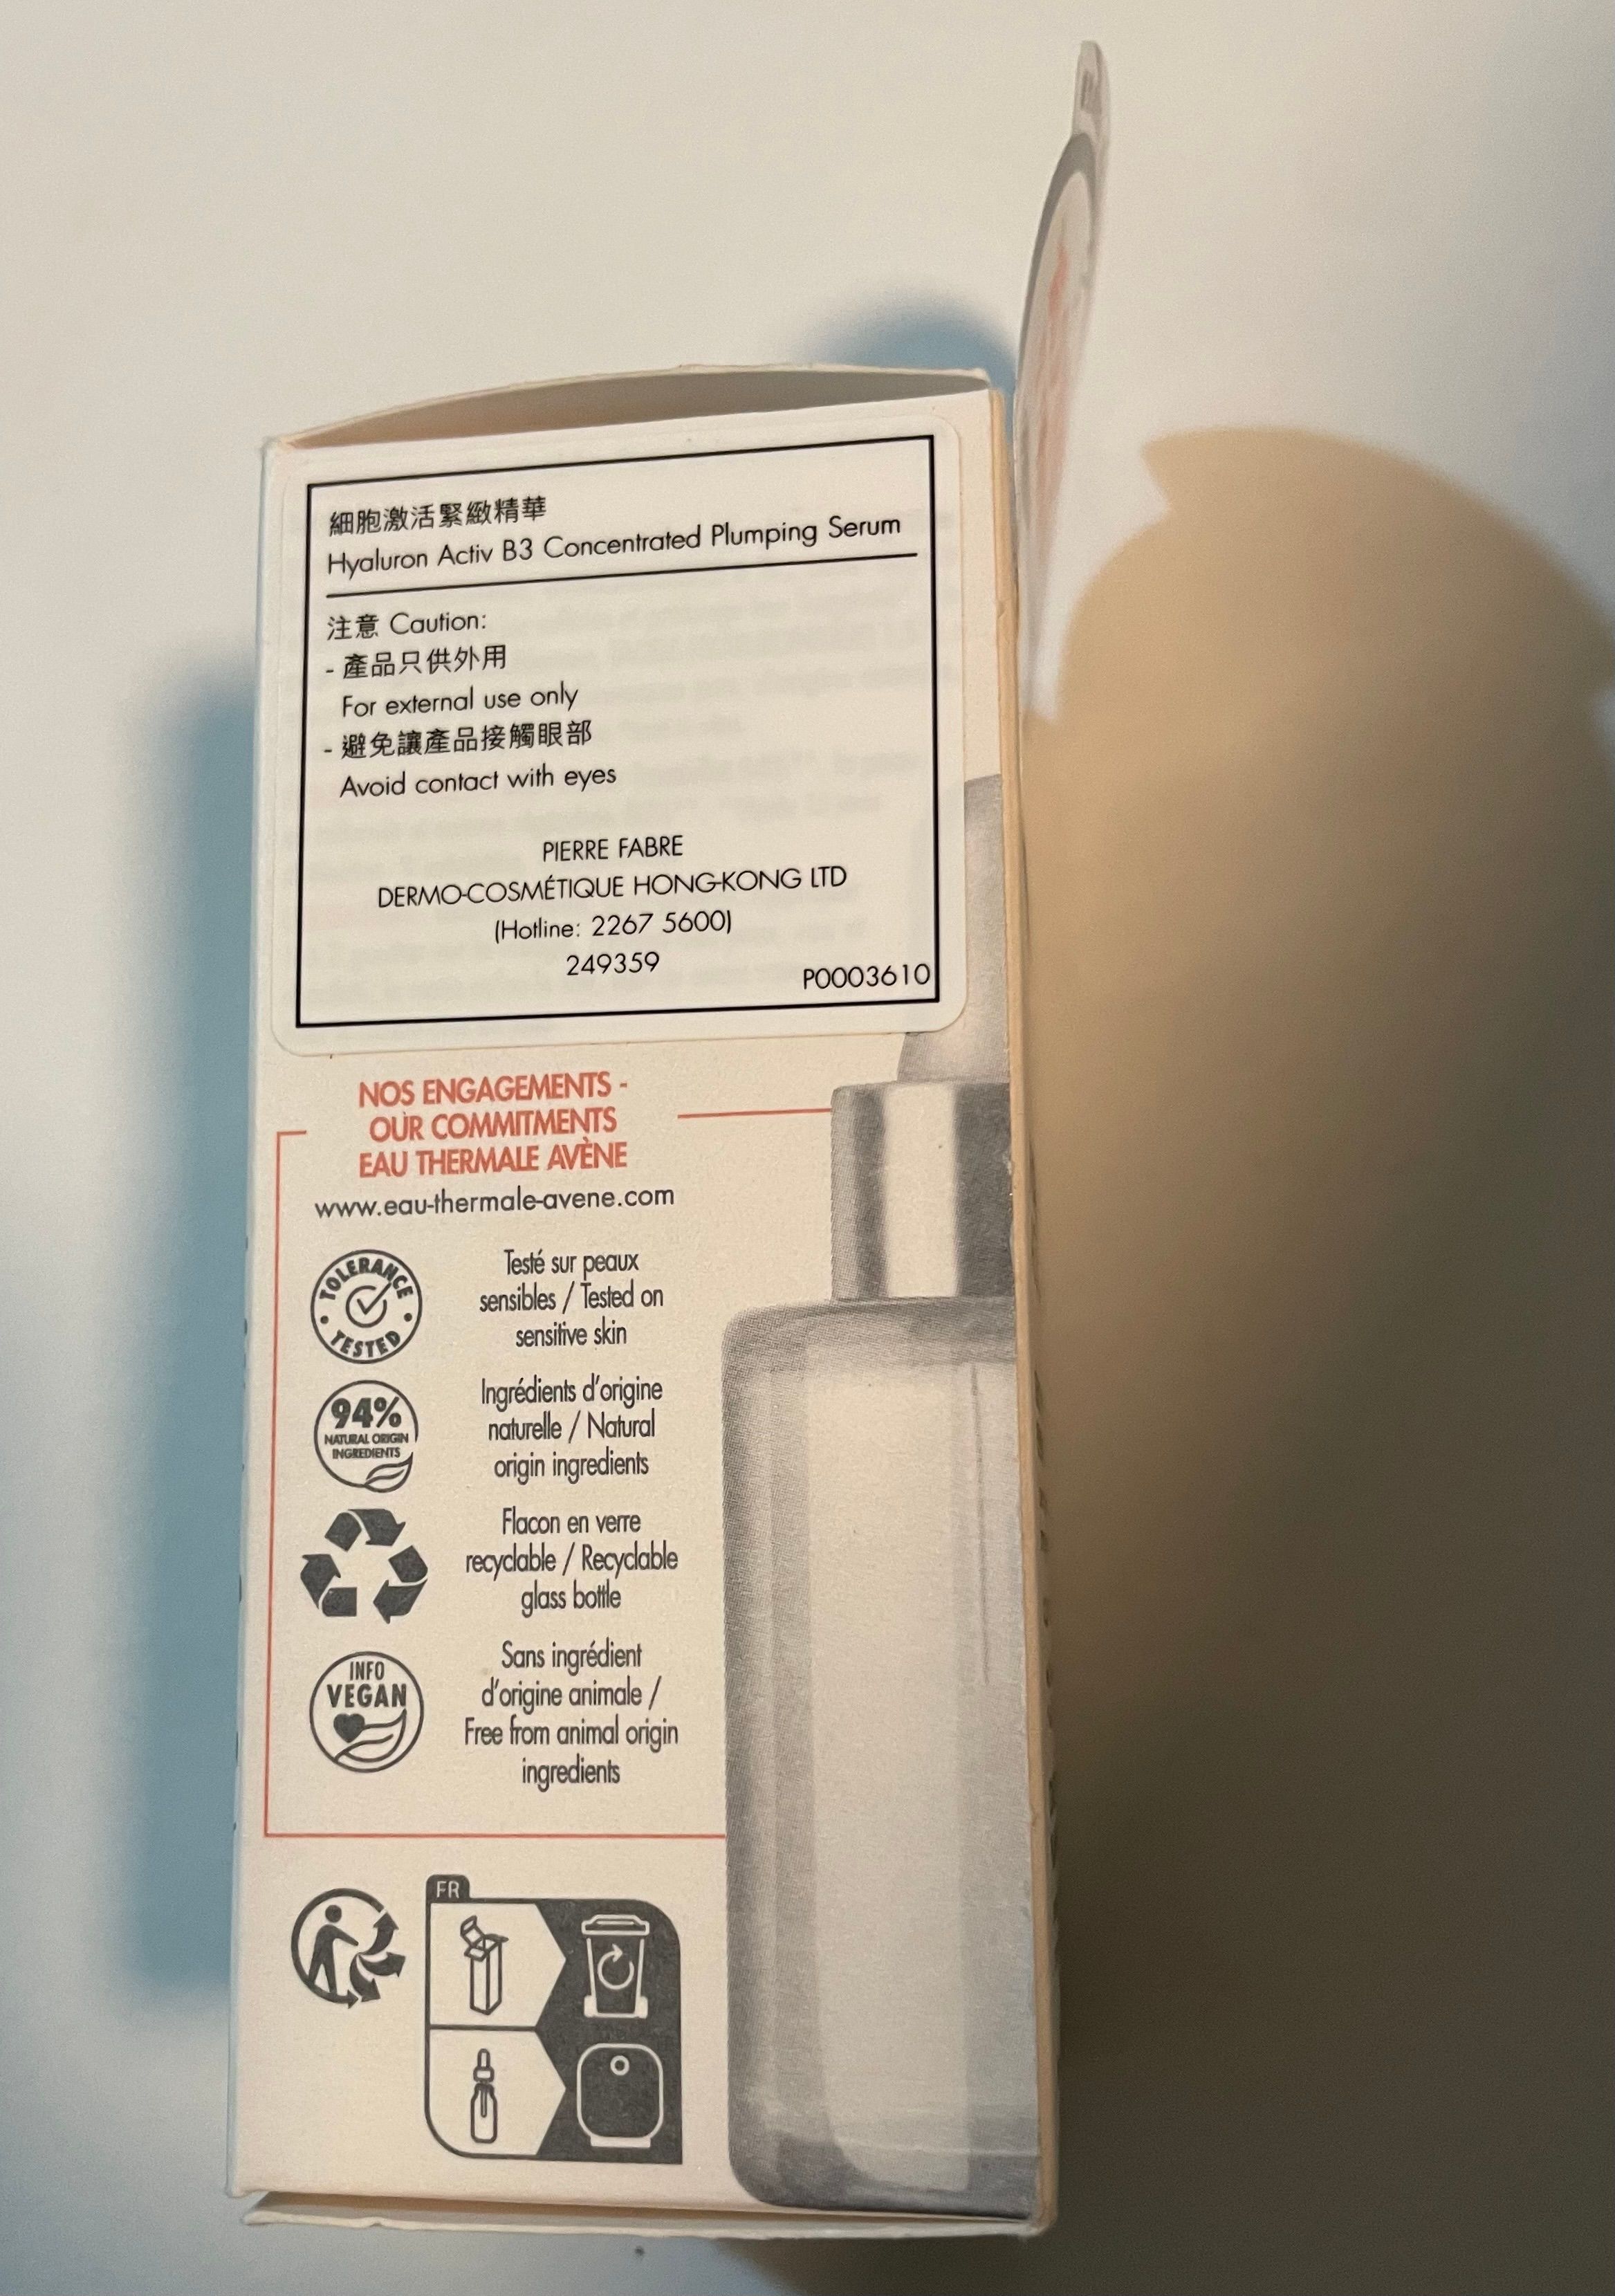 細胞激活緊緻精華
Hyaluron Activ B3 Concentrated Plumping Serum
注意 Caution:
- 產品只供外用
For external use only
- 避免讓產品接觸眼部
Avoid contact with eyes
PIERRE FABRE
DERMO-COSMÉTIQUE HONG-KONG LTD
(Hotline: 2267 5600)
249359
P0003610
NOS ENGAGEMENTS -
OUR COMMITMENTS
EAU THERMALE AVÈNE
www.eau-thermale-avene.com
TOLERANCE
TESTED
Testé sur peaux
sensibles / Tested on
sensitive skin
94%
NATURAL ORIGIN
INGREDIENTS
Ingrédients d'origine
naturelle / Natural
origin ingredients
Flacon en verre
recyclable / Recyclable
glass bottle
INFO
VEGAN
Sans ingrédient
d'origine animale /
Free from animal origin
ingredients
FR